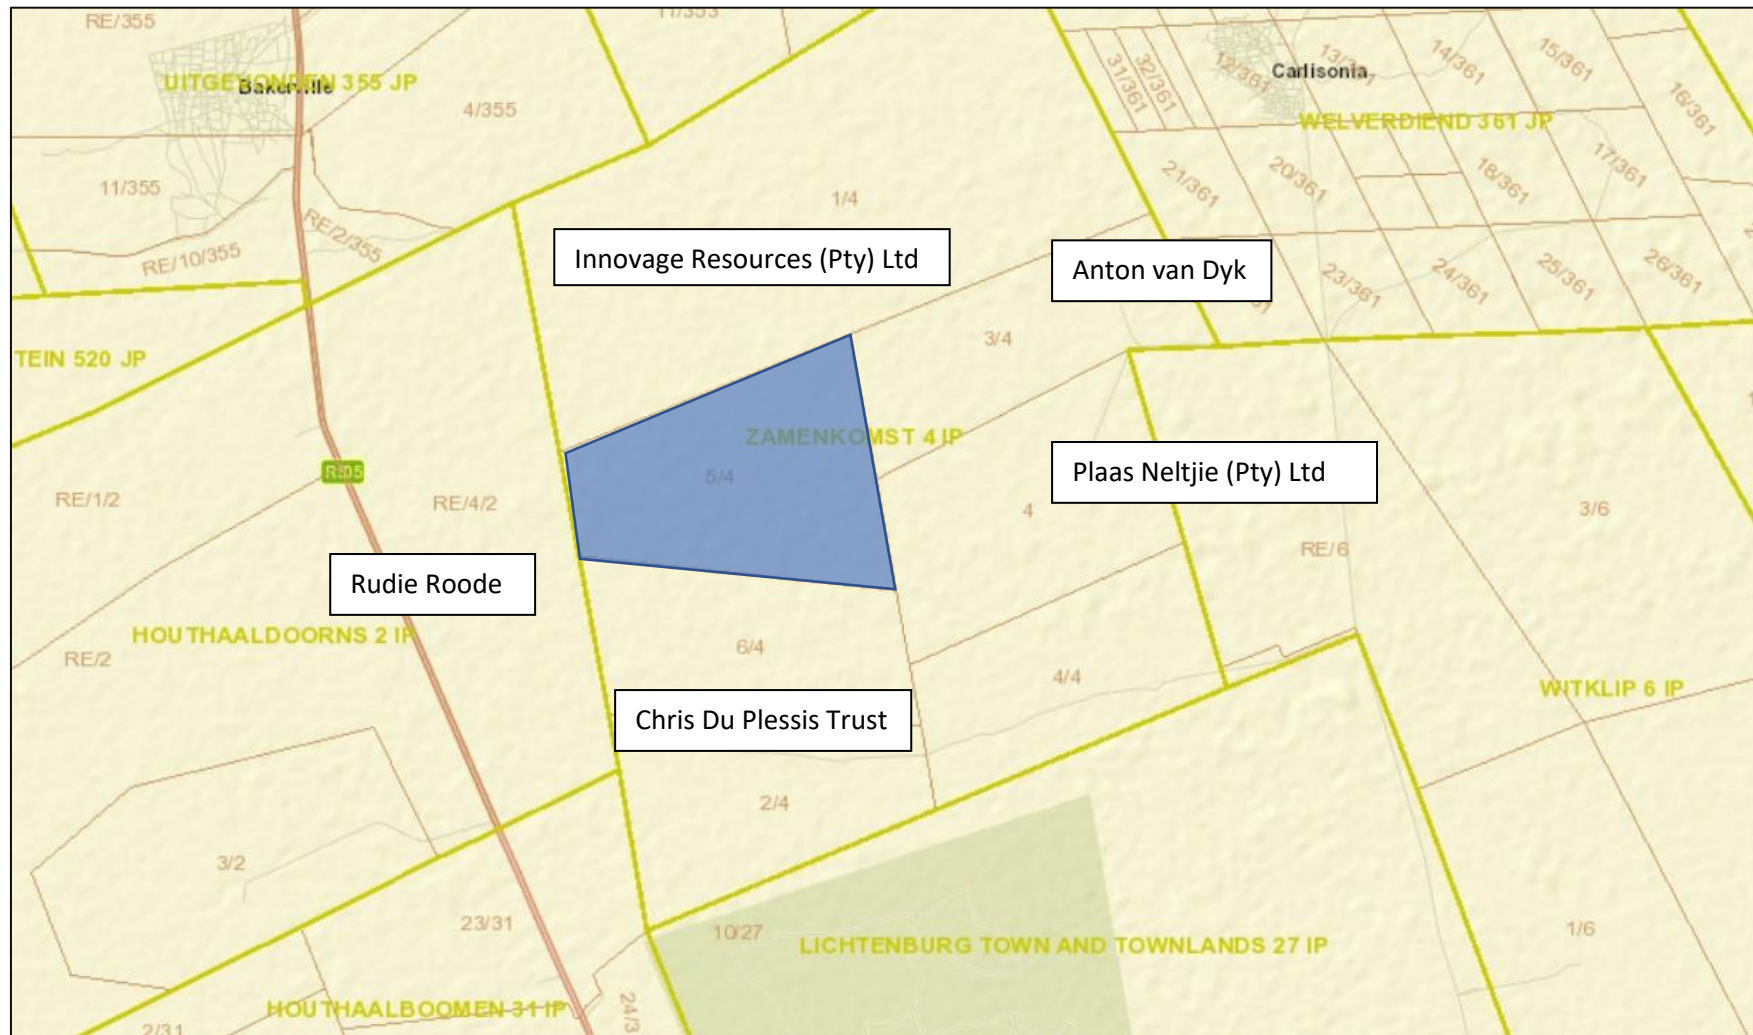 RE/355
11/353
UITGEVONDEN 355 JP
Bakerville
4/355
11/355
RE/2/355
RE/10/355
1/4
31/361
32/361
12/361
13/361
14/361
15/361
16/361
Carlisonia
WELVERDIEND 361 JP
21/361
20/361
18/361
17/361
Innovage Resources (Pty) Ltd
Anton van Dyk
23/361
24/361
25/361
26/361
TEIN 520 JP
3/4
ZAMENKOMST 4 IP
5/4
R505
RE/1/2
RE/4/2
Plaas Neltjie (Pty) Ltd
4
3/6
RE/6
Rudie Roode
HOUTHAALDOORNS 2 IP
RE/2
6/4
4/4
WITKLIP 6 IP
Chris Du Plessis Trust
2/4
3/2
23/31
10/27
LICHTENBURG TOWN AND TOWNLANDS 27 IP
1/6
HOUTHAALBOOMEN 31 IP
24/3
2/31